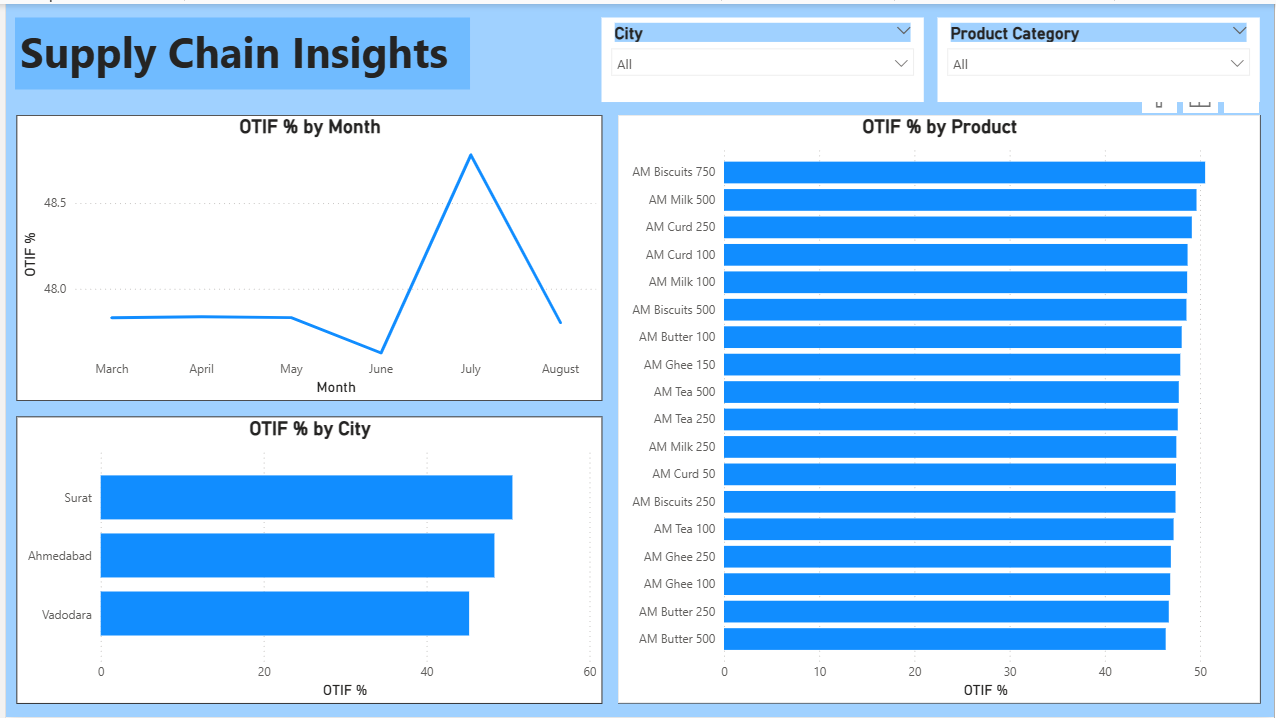 Supply Chain Insights
City
All
Product Category
All
OTIF % by Month
OTIF %
48.5
48.0
March April May June July August
Month
OTIF % by City
Surat
Ahmedabad
Vadodara
0 20 40 60
OTIF %
OTIF % by Product
AM Biscuits 750
AM Milk 500
AM Curd 250
AM Curd 100
AM Milk 100
AM Biscuits 500
AM Butter 100
AM Ghee 150
AM Tea 500
AM Tea 250
AM Milk 250
AM Curd 50
AM Biscuits 250
AM Tea 100
AM Ghee 250
AM Ghee 100
AM Butter 250
AM Butter 500
0 10 20 30 40 50
OTIF %